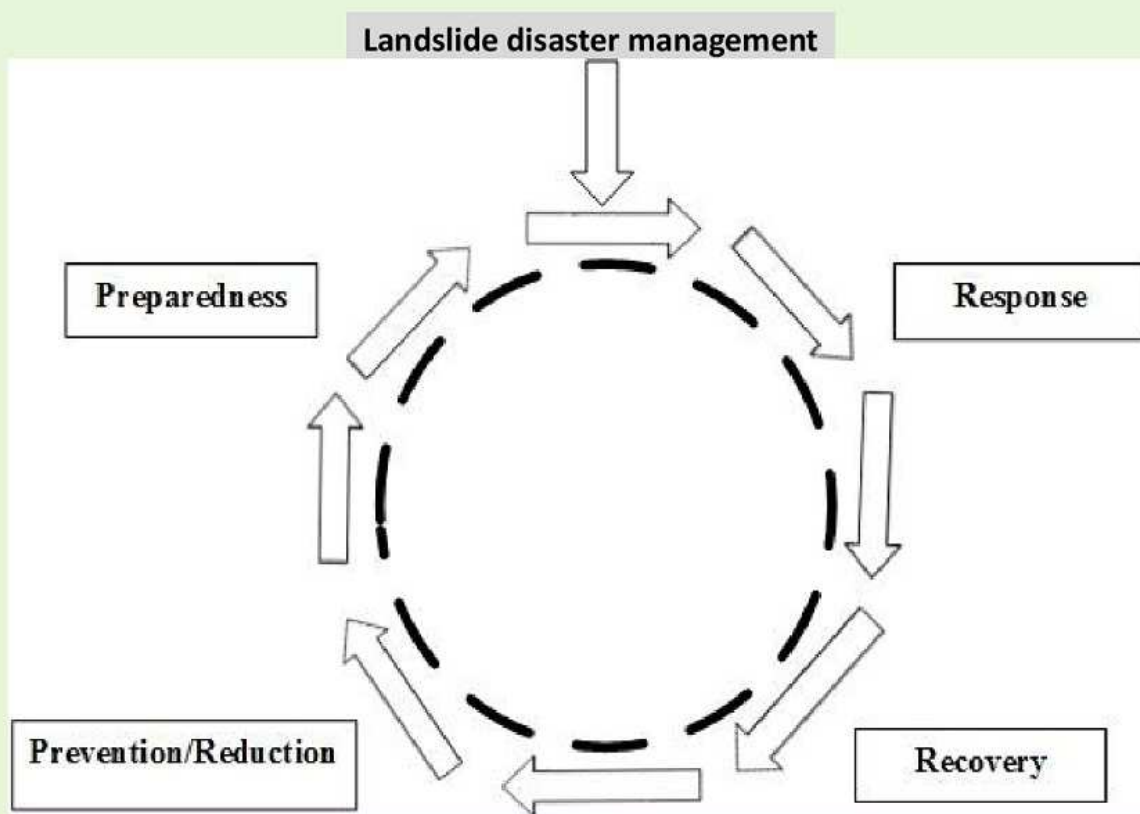 Landslide disaster management
Preparedness
Response
Prevention/Reduction
Recovery